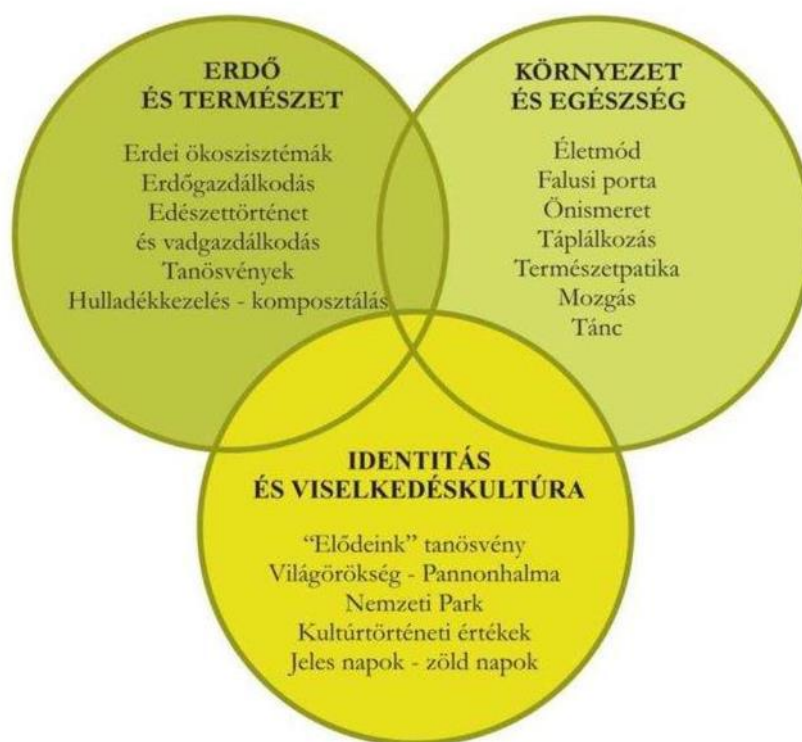 ERDŐ
ÉS TERMÉSZET
Erdei ökoszisztémák
Erdőgazdálkodás
Edészettörténet
és vadgazdálkodás
Tanösvények
Hulladékkezelés - komposztálás
KÖRNYEZET
ÉS EGÉSZSÉG
Életmód
Falusi porta
Önismeret
Táplálkozás
Természetpatika
Mozgás
Tánc
IDENTITÁS
ÉS VISELKEDÉSKULTÚRA
“Elődeink” tanösvény
Világörökség - Pannonhalma
Nemzeti Park
Kultúrtörténeti értékek
Jeles napok - zöld napok